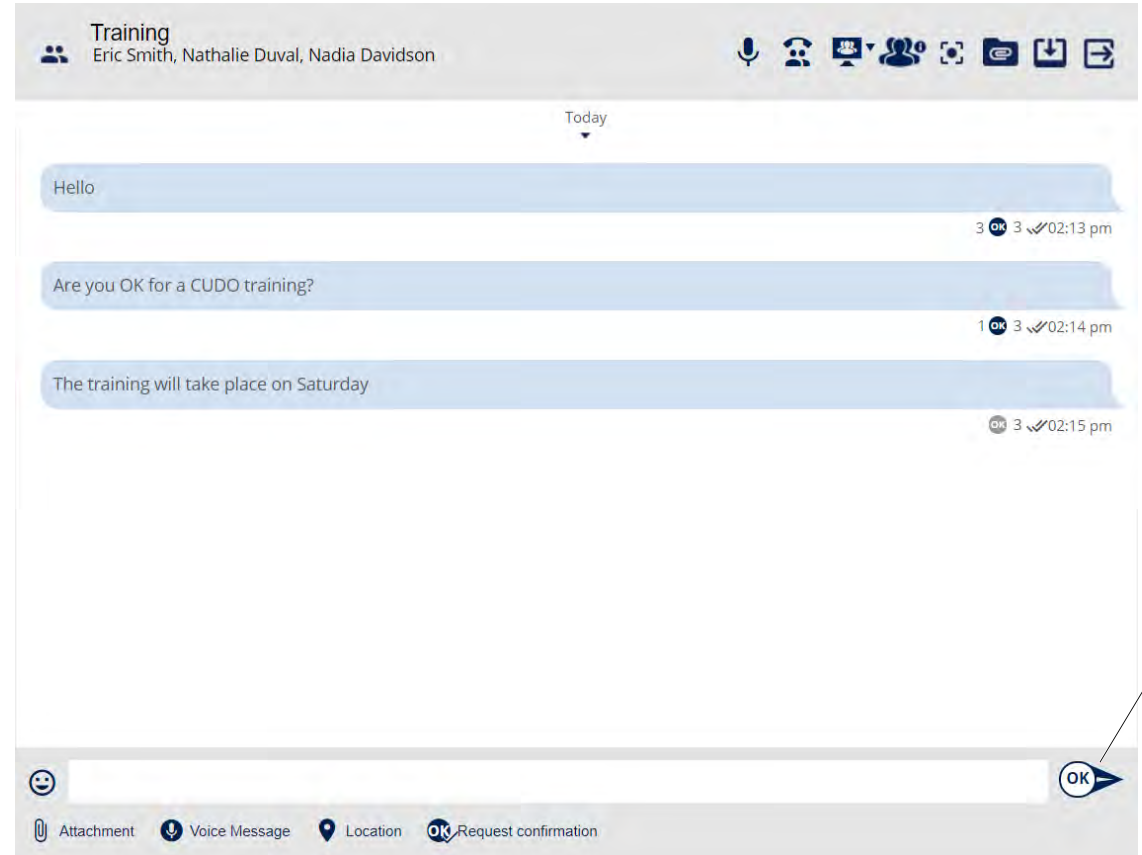 Training
Eric Smith, Nathalie Duval, Nadia Davidson
Today
Hello
3 OK 3 02:13 pm
Are you OK for a CUDO training?
1 OK 3 02:14 pm
The training will take place on Saturday
OK 3 02:15 pm
OK
Attachment Voice Message Location OK Request confirmation